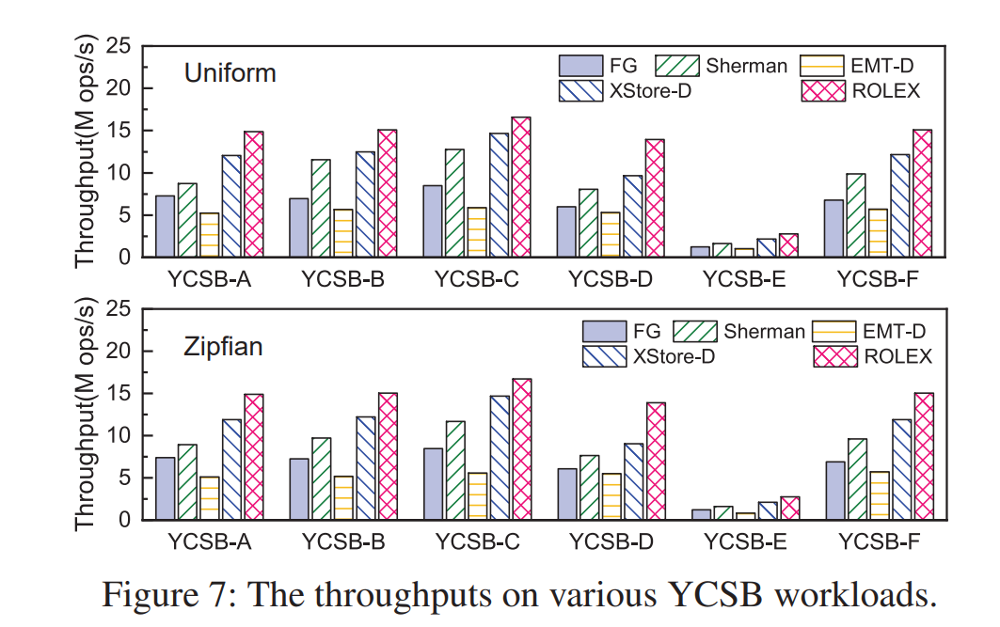 Throughput(M ops/s)
25
20
15
10
5
0
Uniform
FG Sherman EMT-D
XStore-D ROLEX
YCSB-A YCSB-B YCSB-C YCSB-D YCSB-E YCSB-F
Throughput(M ops/s)
25
20
15
10
5
0
Zipfian
FG Sherman EMT-D
XStore-D ROLEX
YCSB-A YCSB-B YCSB-C YCSB-D YCSB-E YCSB-F
Figure 7: The throughputs on various YCSB workloads.